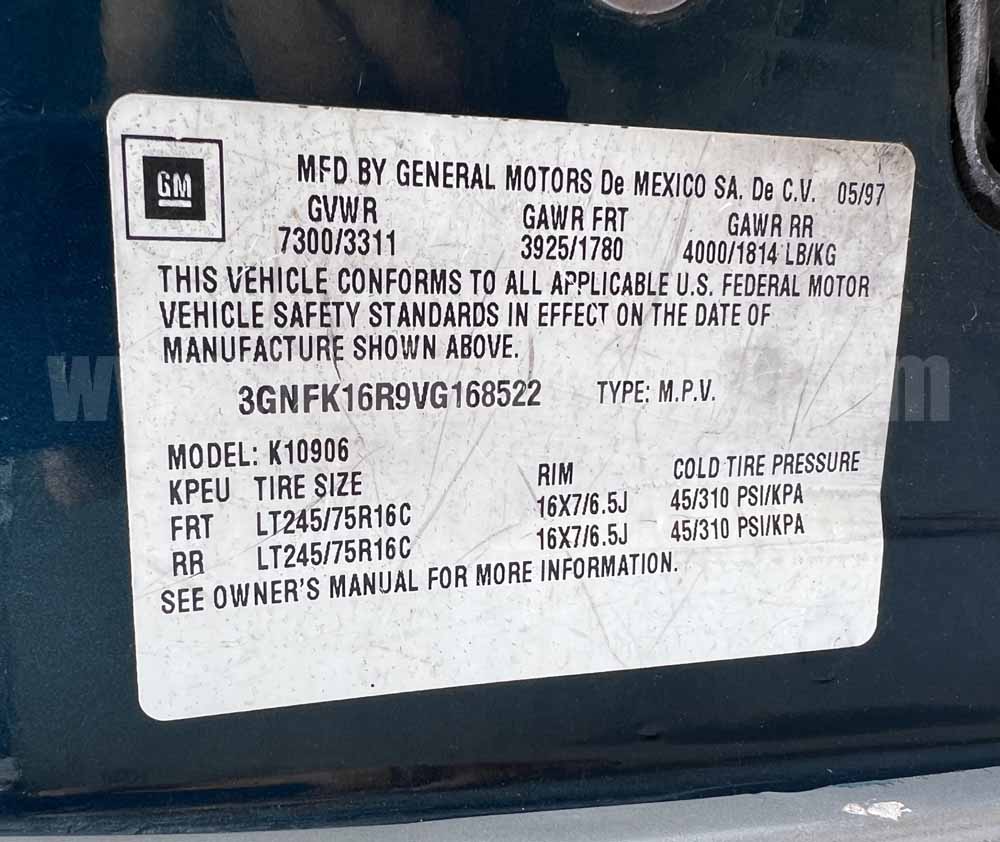 GM
MFD BY GENERAL MOTORS De MEXICO SA. De C.V. 05/97
GVWR GAWR FRT GAWR RR
7300/3311 3925/1780 4000/1814 LB/KG
THIS VEHICLE CONFORMS TO ALL APPLICABLE U.S. FEDERAL MOTOR
VEHICLE SAFETY STANDARDS IN EFFECT ON THE DATE OF
MANUFACTURE SHOWN ABOVE.
3GNFK16R9VG168522 TYPE: M.P.V.
MODEL: K10906
KPEU TIRE SIZE RIM COLD TIRE PRESSURE
FRT LT245/75R16C 16X7/6.5J 45/310 PSI/KPA
RR LT245/75R16C 16X7/6.5J 45/310 PSI/KPA
SEE OWNER'S MANUAL FOR MORE INFORMATION.